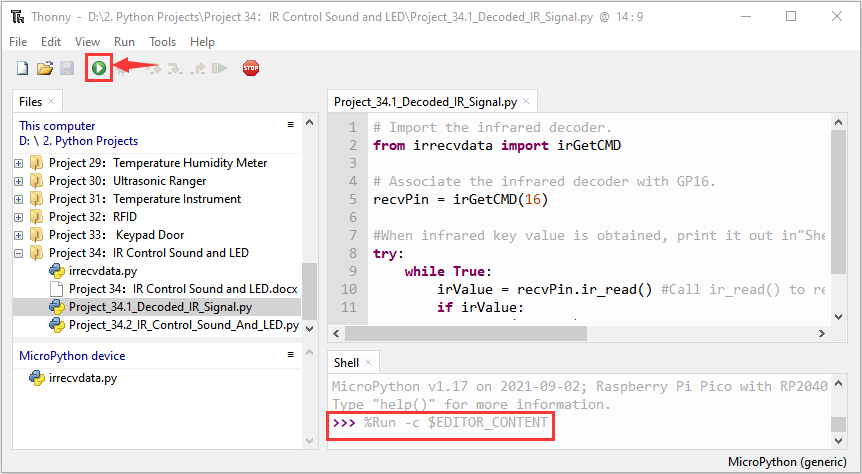 Thonny - D:\2. Python Projects\Project 34：IR Control Sound and LED\Project_34.1_Decoded_IR_Signal.py @ 14 : 9
File Edit View Run Tools Help
STOP
Files
This computer
D: \ 2. Python Projects
Project 29：Temperature Humidity Meter
Project 30：Ultrasonic Ranger
Project 31：Temperature Instrument
Project 32：RFID
Project 33： Keypad Door
Project 34：IR Control Sound and LED
irrecvdata.py
Project 34：IR Control Sound and LED.docx
Project_34.1_Decoded_IR_Signal.py
Project_34.2_IR_Control_Sound_And_LED.py
MicroPython device
irrecvdata.py
Project_34.1_Decoded_IR_Signal.py
1 # Import the infrared decoder.
2 from irrecvdata import irGetCMD
3
4 # Associate the infrared decoder with GP16.
5 recvPin = irGetCMD(16)
6
7 #When infrared key value is obtained, print it out in"She
8 try:
9 while True:
10 irValue = recvPin.ir_read() #Call ir_read() to re
11 if irValue:
Shell
MicroPython v1.17 on 2021-09-02; Raspberry Pi Pico with RP2040
Type "help()" for more information.
>>> %Run -c $EDITOR_CONTENT
MicroPython (generic)